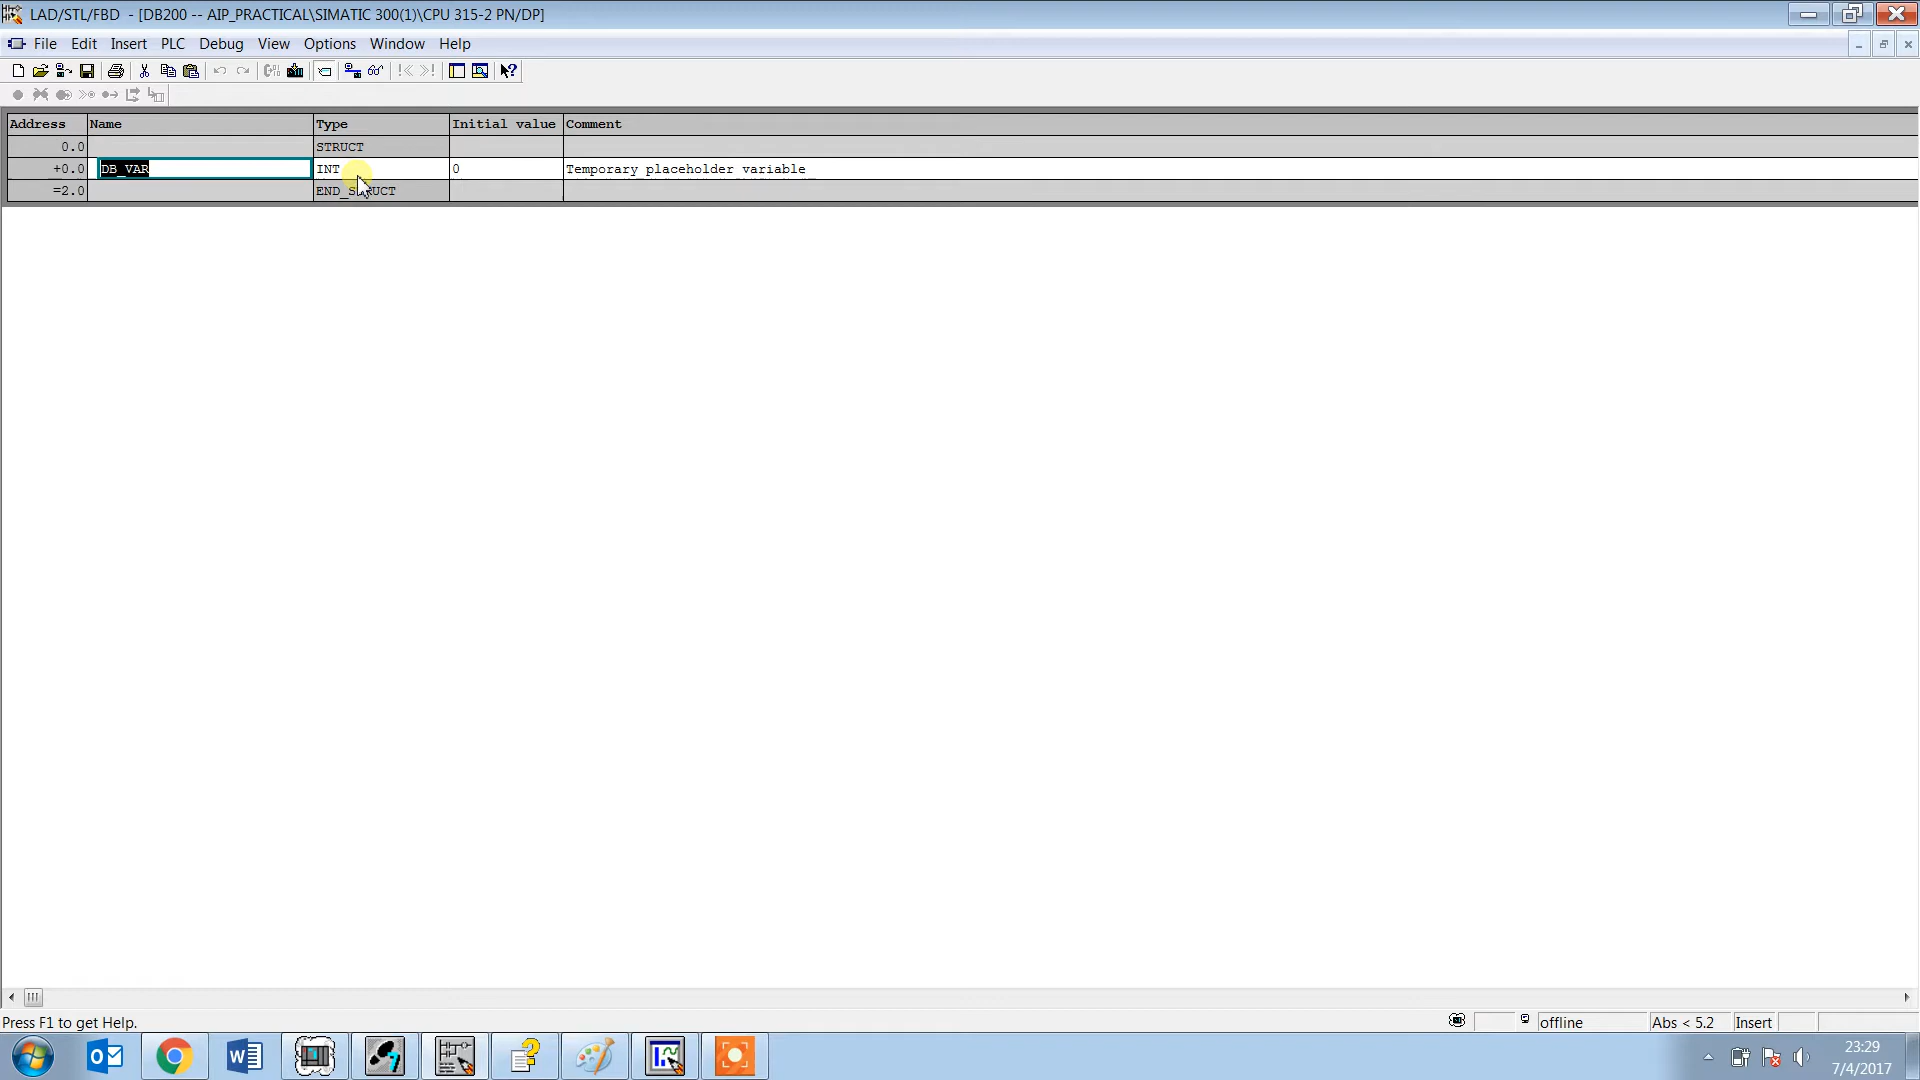 LAD/STL/FBD - [DB200 -- AIP_PRACTICAL\SIMATIC 300(1)\CPU 315-2 PN/DP]
File Edit Insert PLC Debug View Options Window Help
Address Name Type Initial value Comment
0.0 STRUCT
+0.0 DB_VAR INT 0 Temporary placeholder variable
=2.0 END_STRUCT
Press F1 to get Help. offline Abs < 5.2 Insert
23:29
7/4/2017